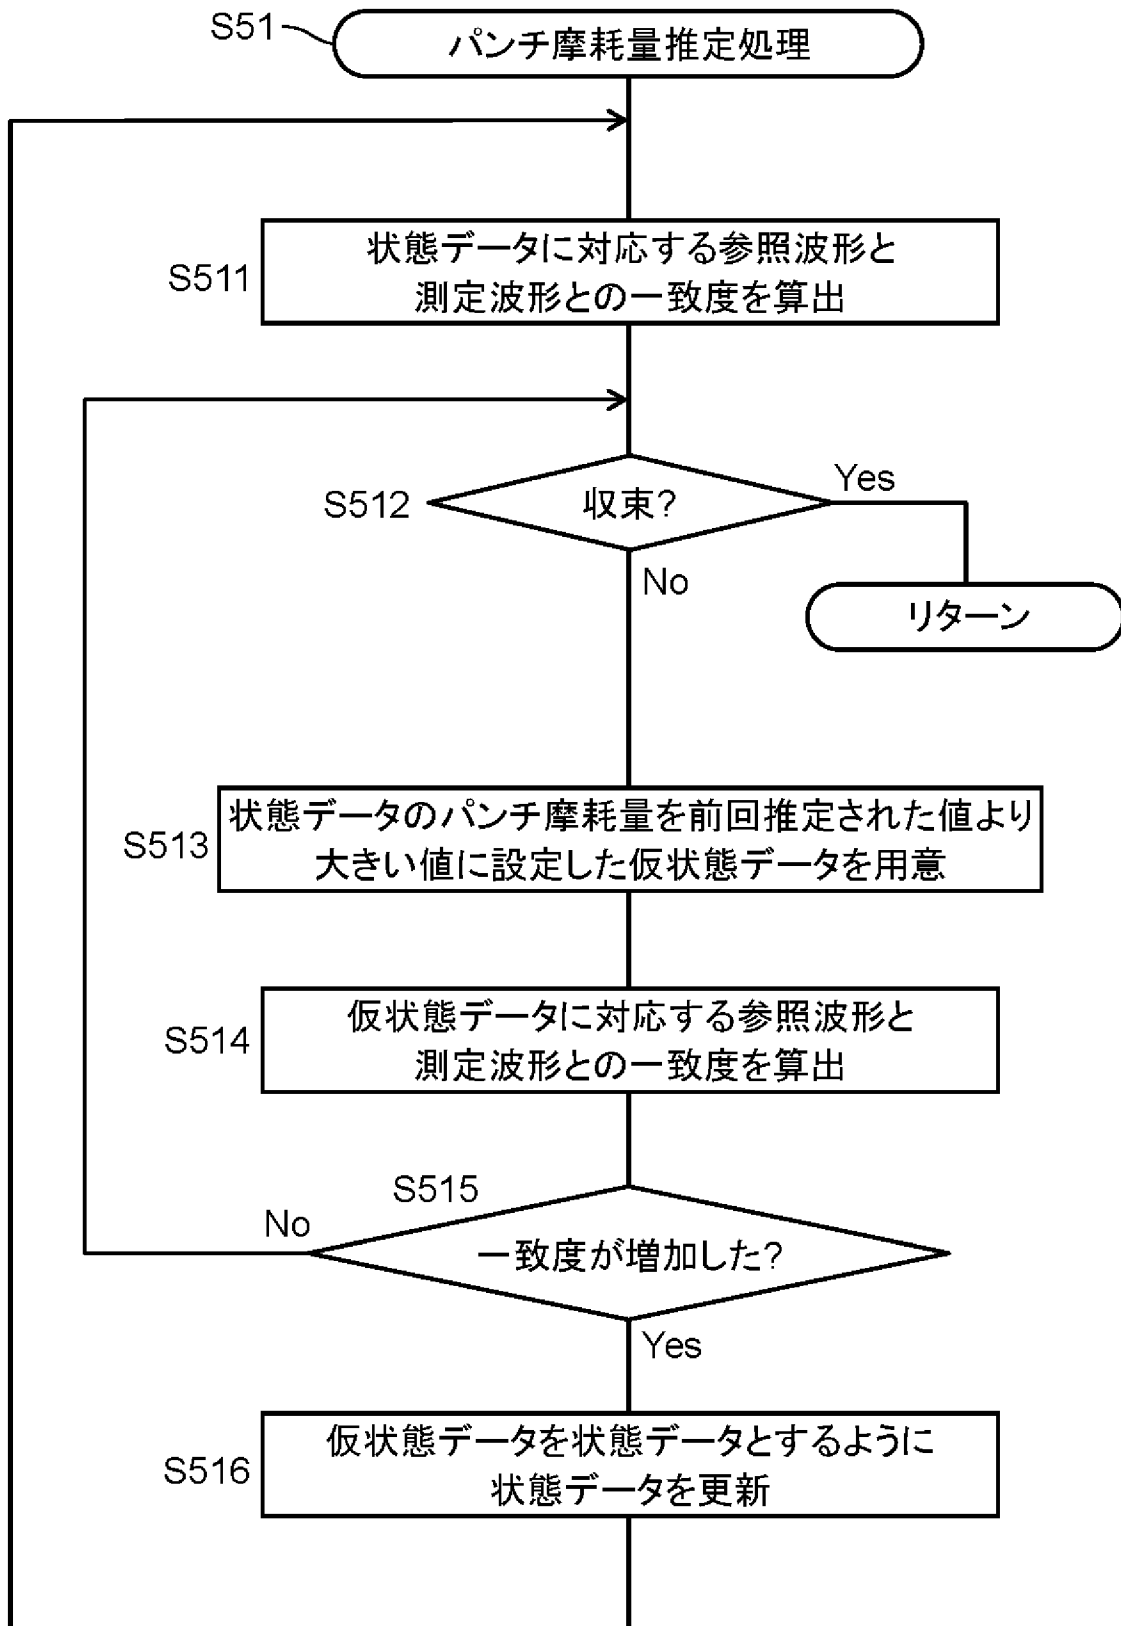 S51
パンチ摩耗量推定処理
S511
状態データに対応する参照波形と
測定波形との一致度を算出
S512
収束?
Yes
No
リターン
S513
状態データのパンチ摩耗量を前回推定された値より
大きい値に設定した仮状態データを用意
S514
仮状態データに対応する参照波形と
測定波形との一致度を算出
S515
No
一致度が増加した?
Yes
S516
仮状態データを状態データとするように
状態データを更新